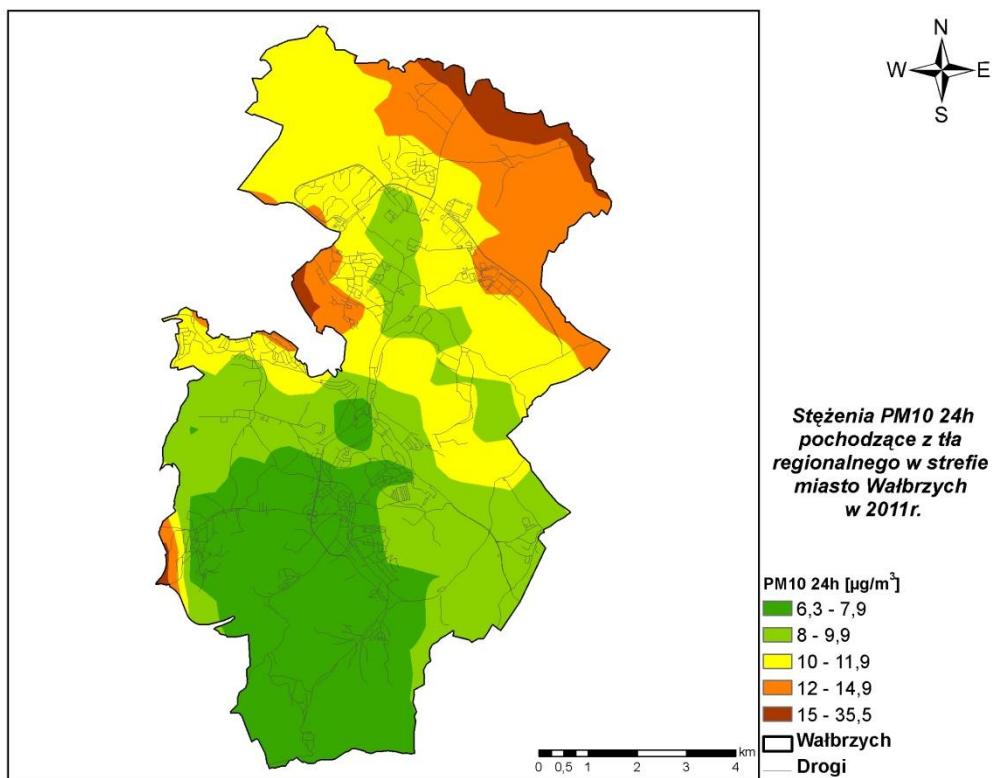 N
W E
S
Stężenia PM10 24h
pochodzące z tła
regionalnego w strefie
miasto Wałbrzych
w 2011r.
PM10 24h [µg/m³]
6,3 - 7,9
8 - 9,9
10 - 11,9
12 - 14,9
15 - 35,5
Wałbrzych
Drogi
km
0 0,5 1 2 3 4